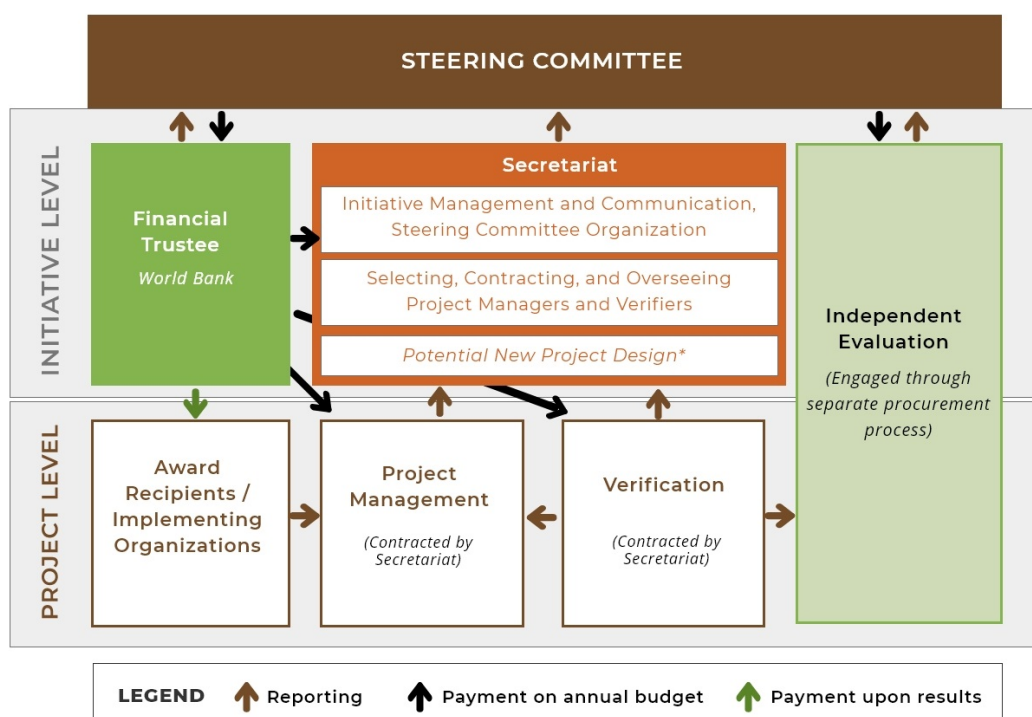 STEERING COMMITTEE
INITIATIVE LEVEL
Financial
Trustee
World Bank
Secretariat
Initiative Management and Communication,
Steering Committee Organization
Selecting, Contracting, and Overseeing
Project Managers and Verifiers
Potential New Project Design*
Independent
Evaluation
(Engaged through
separate procurement
process)
PROJECT LEVEL
Award
Recipients /
Implementing
Organizations
Project
Management
(Contracted by
Secretariat)
Verification
(Contracted by
Secretariat)
LEGEND
Reporting
Payment on annual budget
Payment upon results